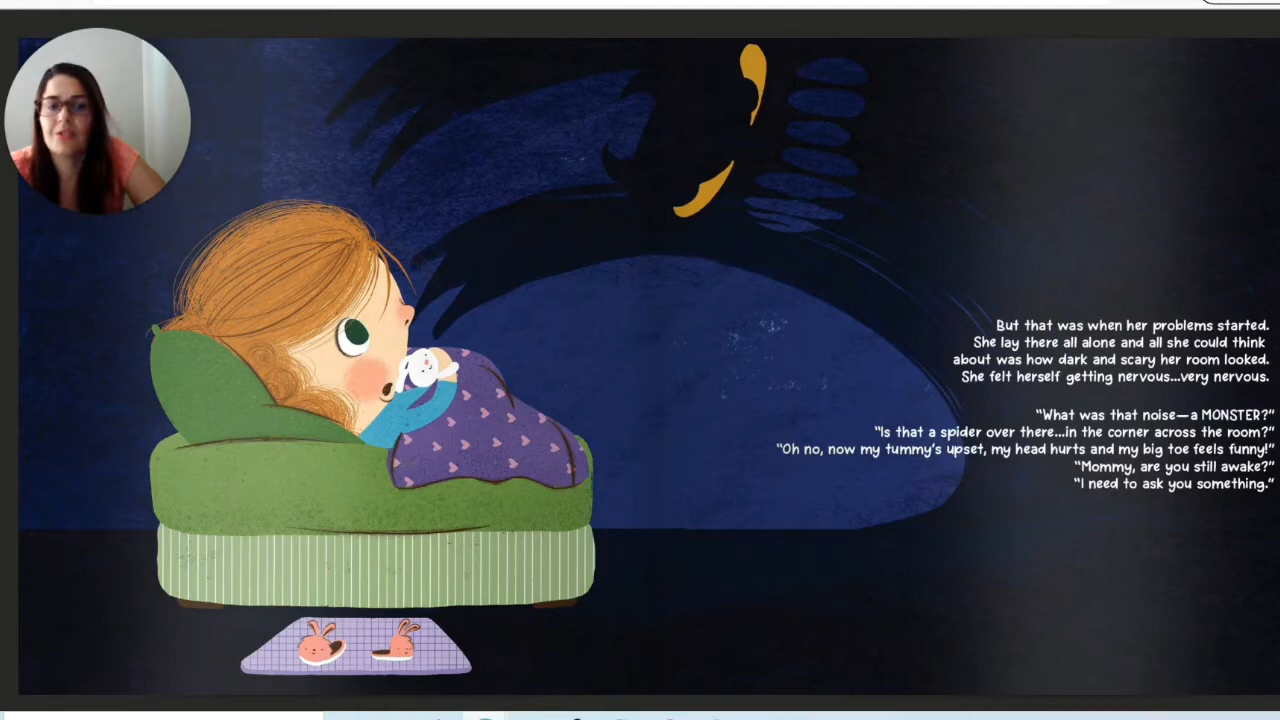 But that was when her problems started.
She lay there all alone and all she could think
about was how dark and scary her room looked.
She felt herself getting nervous...very nervous.
"What was that noise—a MONSTER?"
"Is that a spider over there...in the corner across the room?"
"Oh no, now my tummy's upset, my head hurts and my big toe feels funny!"
"Mommy, are you still awake?"
"I need to ask you something."